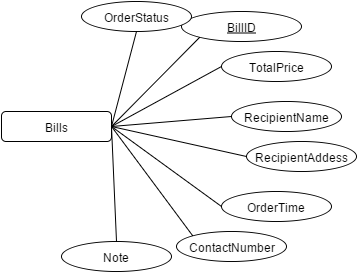 OrderStatus
BillID
TotalPrice
RecipientName
Bills
RecipientAddess
OrderTime
ContactNumber
Note